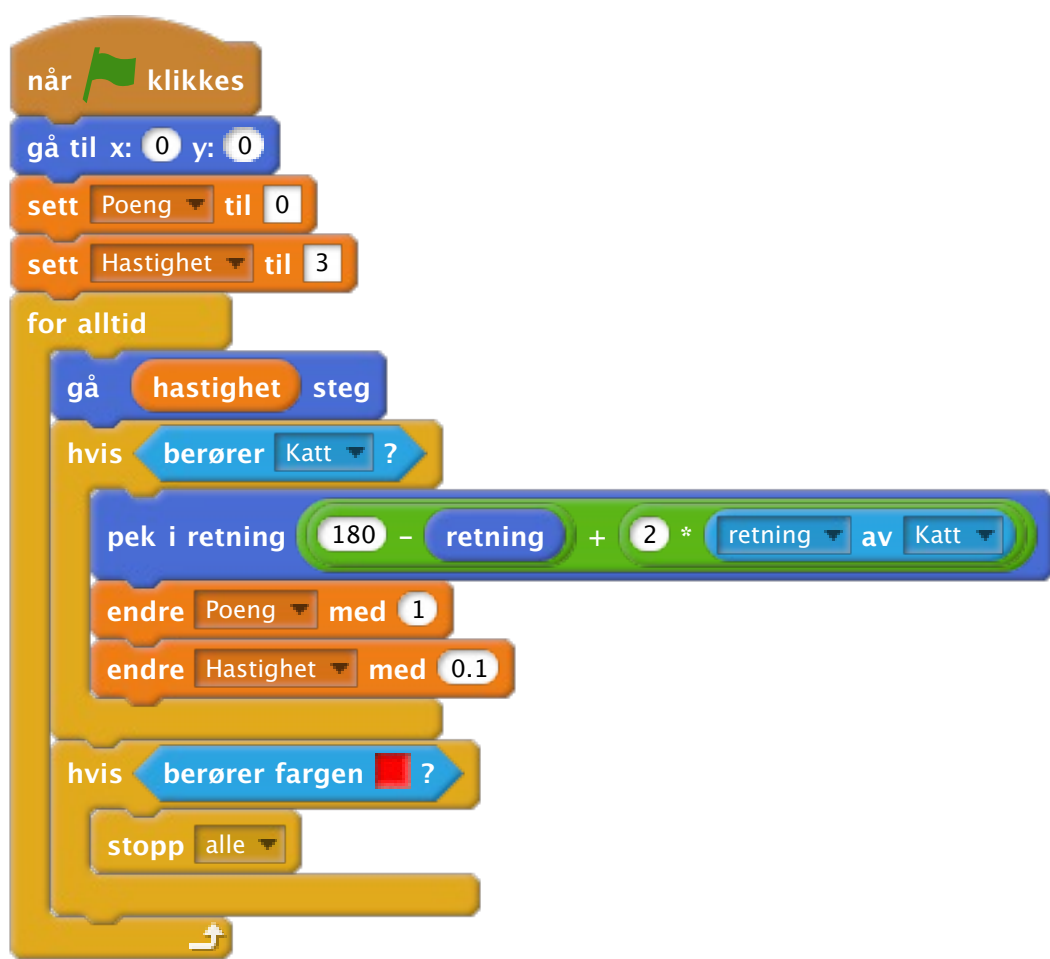 når klikkes
gå til x: 0 y: 0
sett Poeng til 0
sett Hastighet til 3
for alltid
gå hastighet steg
hvis berører Katt ?
pek i retning 180 - retning + 2 * retning av Katt
endre Poeng med 1
endre Hastighet med 0.1
hvis berører fargen ?
stopp alle